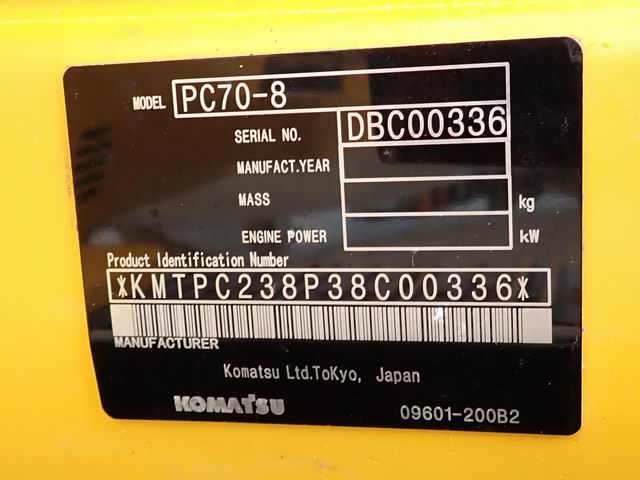 MODEL PC70-8
SERIAL NO. DBC00336
MANUFACT.YEAR
MASS kg
ENGINE POWER kW
Product Identification Number
*KMTPC238P38C00336*
MANUFACTURER
Komatsu Ltd.ToKyo, Japan
KOMATSU 09601-200B2